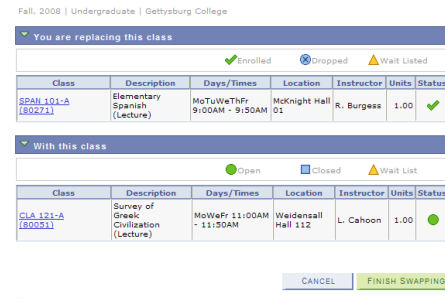 Fall, 2008 | Undergraduate | Gettysburg College
You are replacing this class
Enrolled Dropped Wait Listed
Class Description Days/Times Location Instructor Units Status
SPAN 101-A (80271) Elementary Spanish (Lecture) MoTuWeThFr 9:00AM - 9:50AM McKnight Hall 01 R. Burgess 1.00
With this class
Open Closed Wait List
Class Description Days/Times Location Instructor Units Status
CLA 121-A (80051) Survey of Greek Civilization (Lecture) MoWeFr 11:00AM - 11:50AM Weidensall Hall 112 L. Cahoon 1.00
CANCEL FINISH SWAPPING